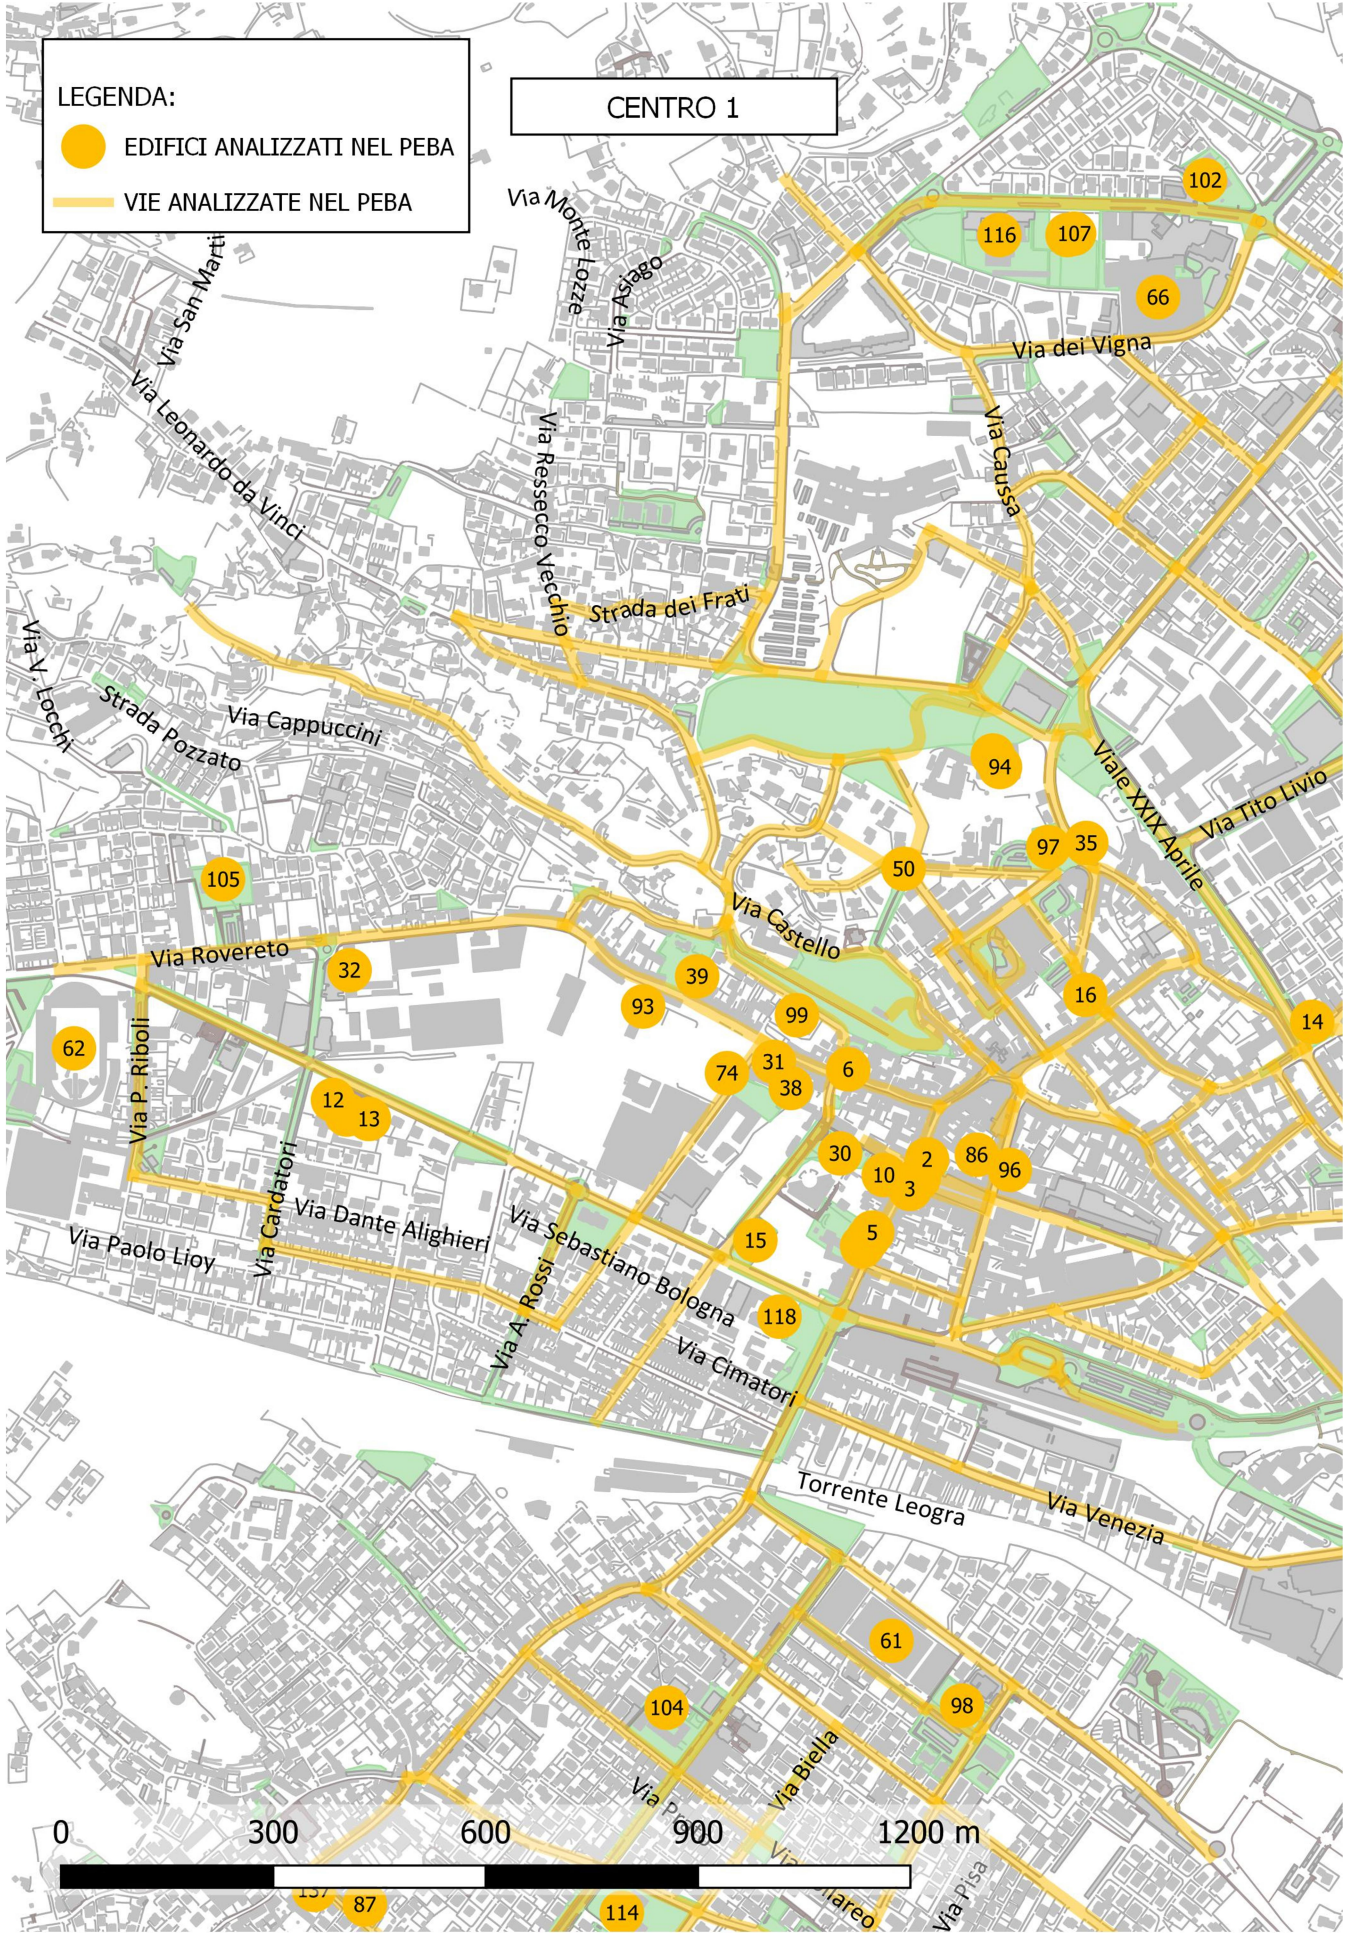 LEGENDA:
EDIFICI ANALIZZATI NEL PEBA
VIE ANALIZZATE NEL PEBA
CENTRO 1
102
116
107
66
Via Monte Lozze
Via Asiago
Via San Marti
Via dei Vigna
Via Leonardo da Vinci
Via Ressecco Vecchio
Via Caussa
Strada dei Frati
Via V. Locchi
Strada Pozzato
Via Cappuccini
94
Viale XXIX Aprile
Via Tito Livio
97
35
50
105
Via Castello
Via Rovereto
32
39
93
99
16
14
62
Via P. Riboli
74
31
38
6
12
13
30
2
86
96
10
3
Via Cardatori
Via Dante Alighieri
Via Paolo Lioy
Via A. Rossi
Via Sebastiano Bologna
15
5
118
Via Cimatori
Torrente Leogra
Via Venezia
61
104
98
Via Biella
Via
Via
Via Pisa
0 300 600 900 1200 m
137
87
114